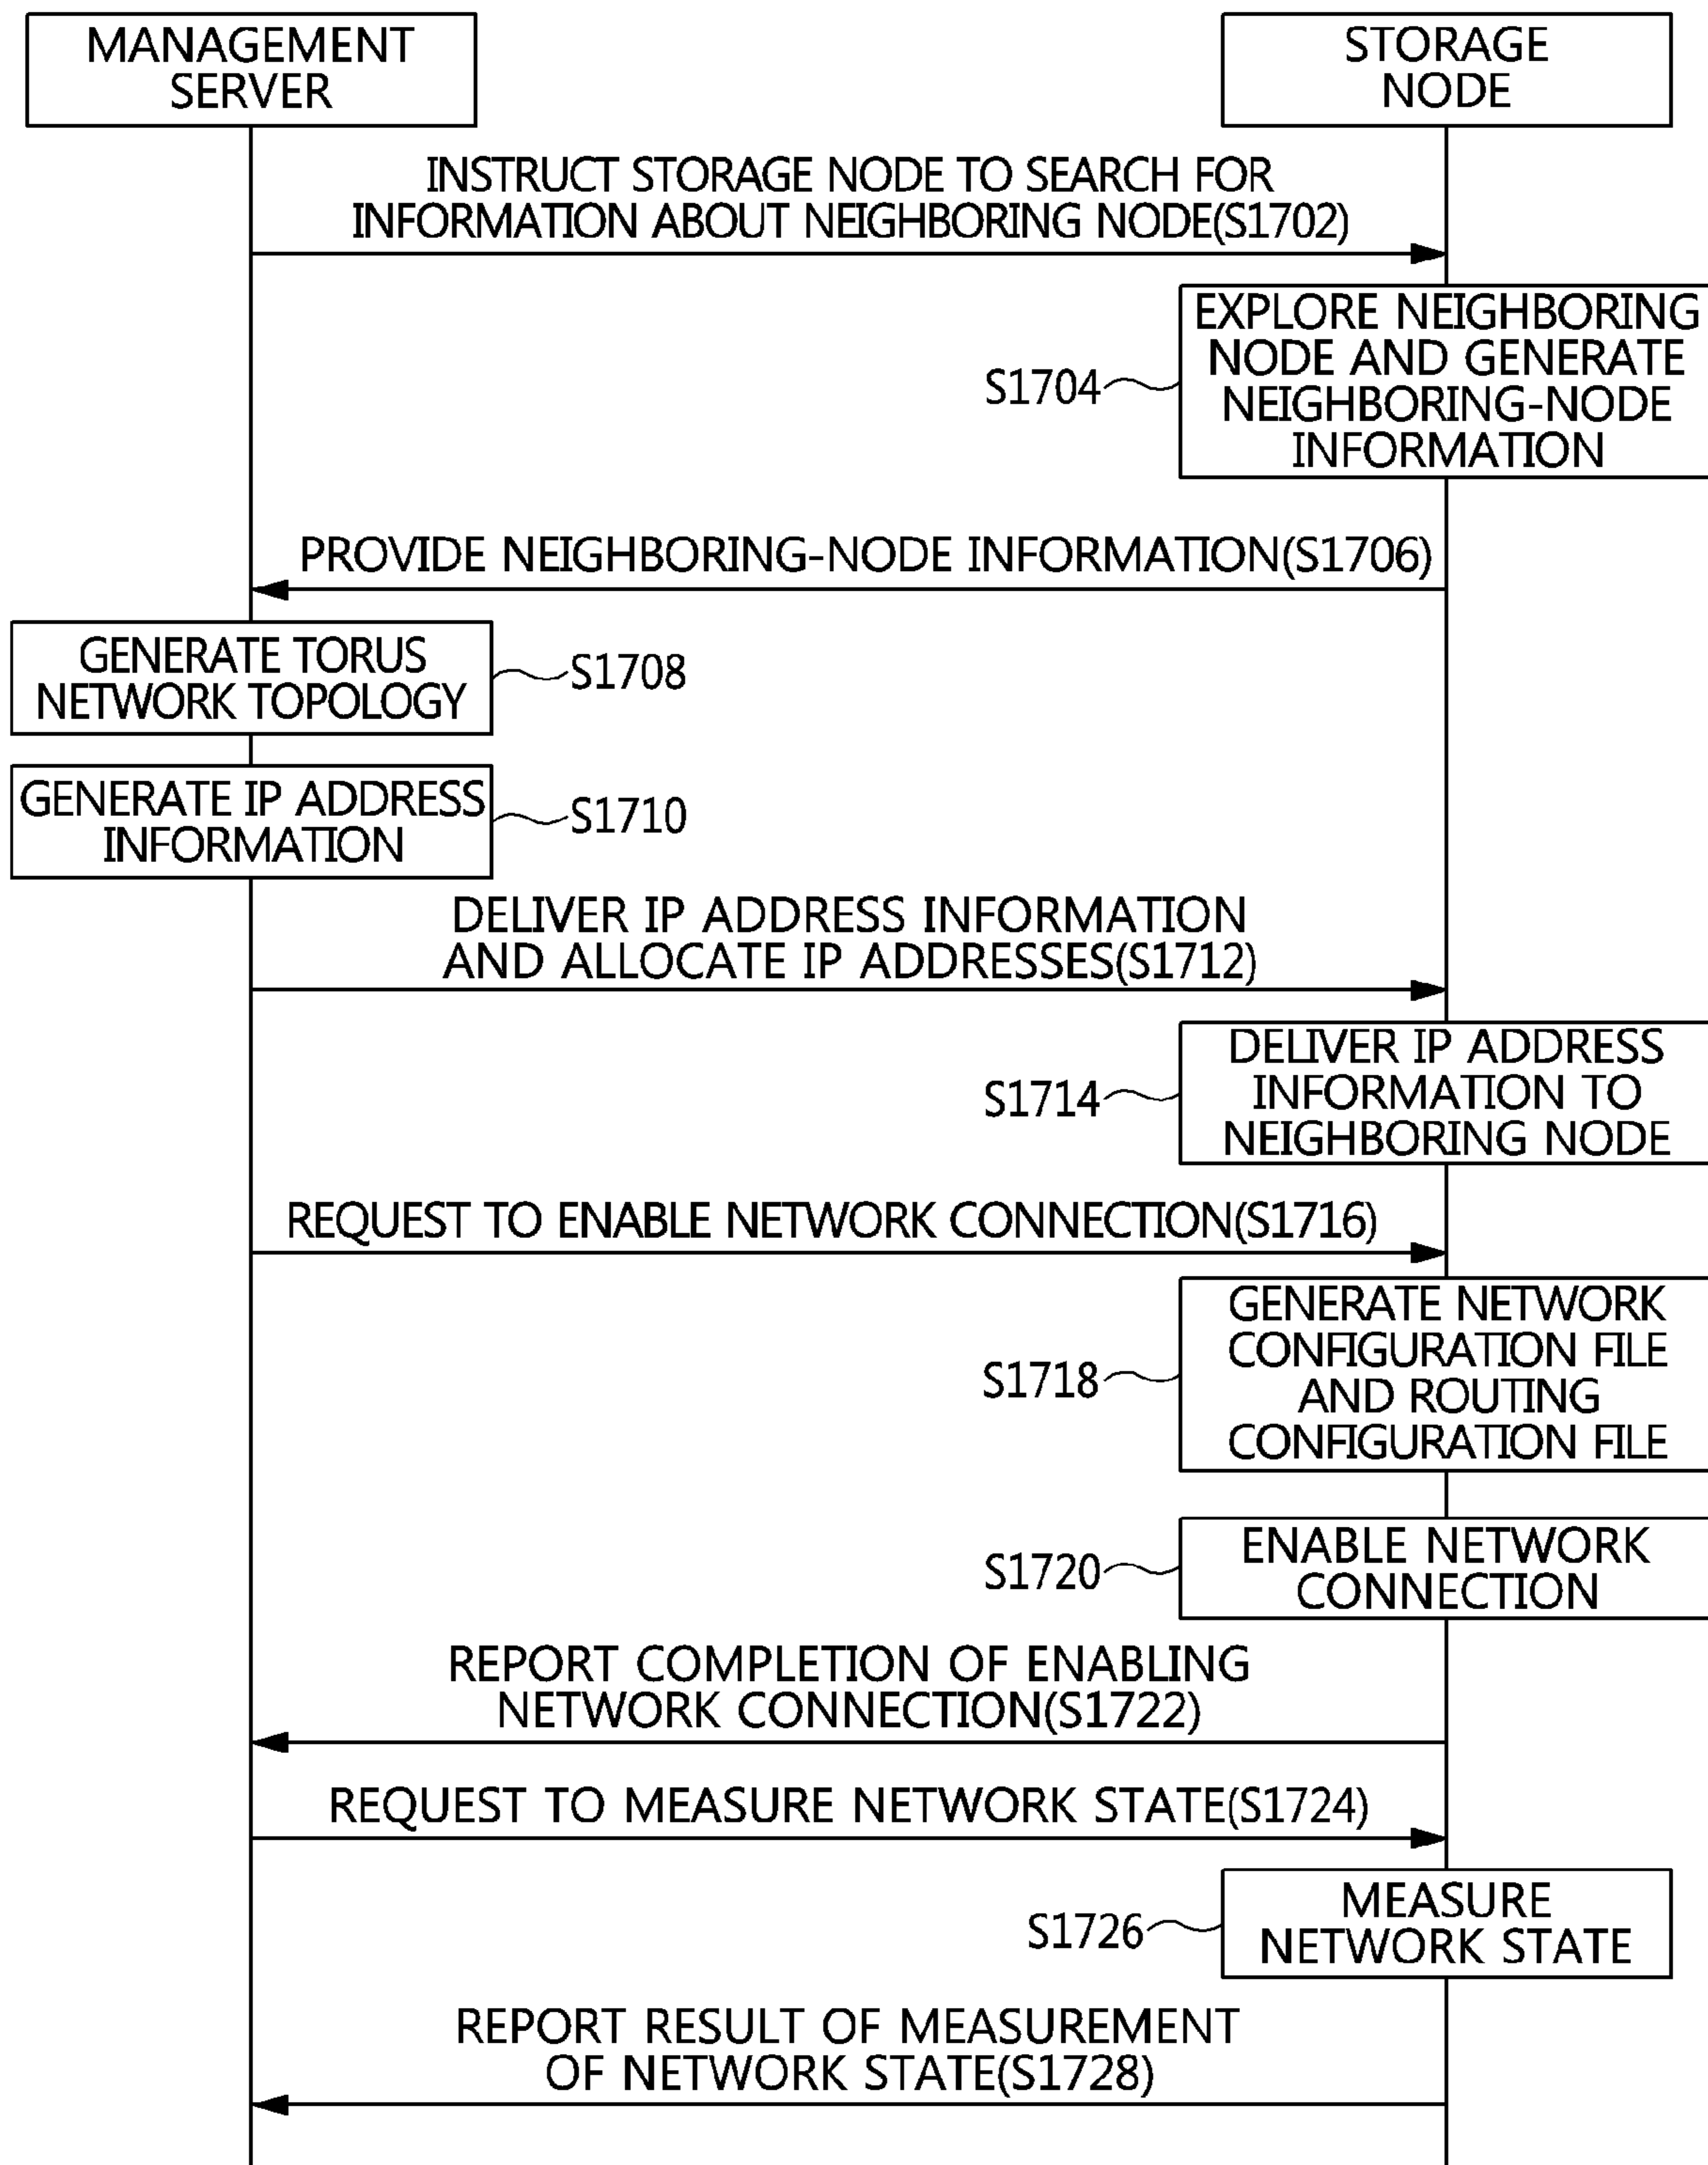 MANAGEMENT
SERVER
STORAGE
NODE
INSTRUCT STORAGE NODE TO SEARCH FOR
INFORMATION ABOUT NEIGHBORING NODE(S1702)
EXPLORE NEIGHBORING
NODE AND GENERATE
NEIGHBORING-NODE
INFORMATION
S1704
PROVIDE NEIGHBORING-NODE INFORMATION(S1706)
GENERATE TORUS
NETWORK TOPOLOGY
S1708
GENERATE IP ADDRESS
INFORMATION
S1710
DELIVER IP ADDRESS INFORMATION
AND ALLOCATE IP ADDRESSES(S1712)
DELIVER IP ADDRESS
INFORMATION TO
NEIGHBORING NODE
S1714
REQUEST TO ENABLE NETWORK CONNECTION(S1716)
GENERATE NETWORK
CONFIGURATION FILE
AND ROUTING
CONFIGURATION FILE
S1718
ENABLE NETWORK
CONNECTION
S1720
REPORT COMPLETION OF ENABLING
NETWORK CONNECTION(S1722)
REQUEST TO MEASURE NETWORK STATE(S1724)
MEASURE
NETWORK STATE
S1726
REPORT RESULT OF MEASUREMENT
OF NETWORK STATE(S1728)